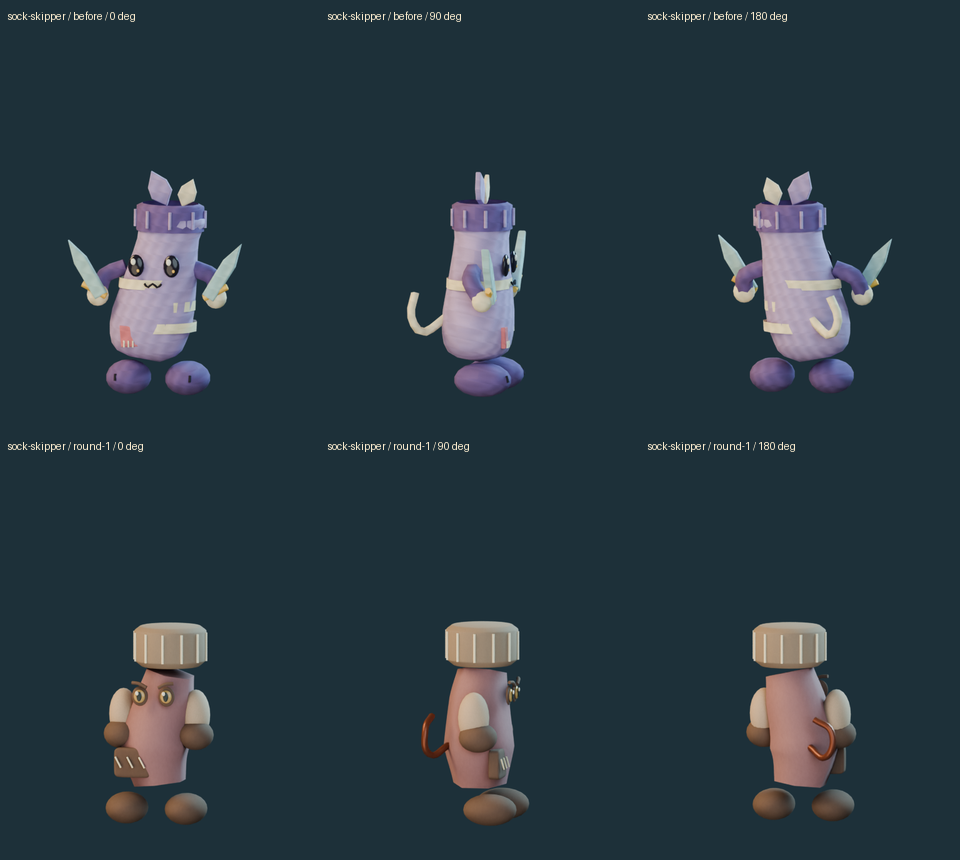 sock-skipper / before / 0 deg
sock-skipper / before / 90 deg
sock-skipper / before / 180 deg
sock-skipper / round-1 / 0 deg
sock-skipper / round-1 / 90 deg
sock-skipper / round-1 / 180 deg